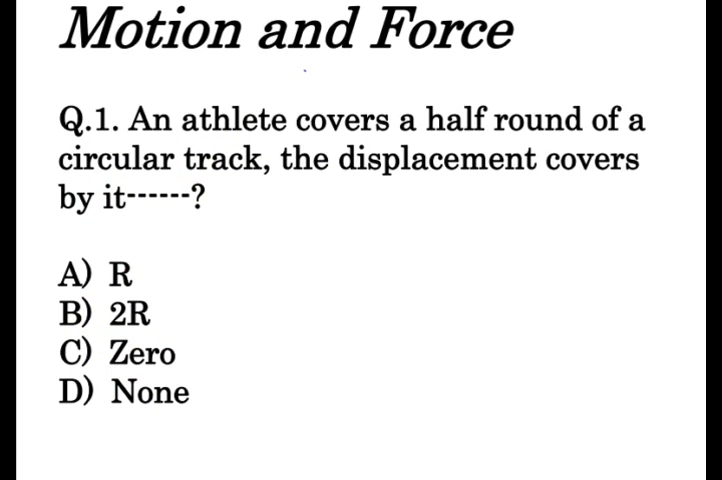 Motion and Force
Q.1. An athlete covers a half round of a
circular track, the displacement covers
by it------?
A) R
B) 2R
C) Zero
D) None